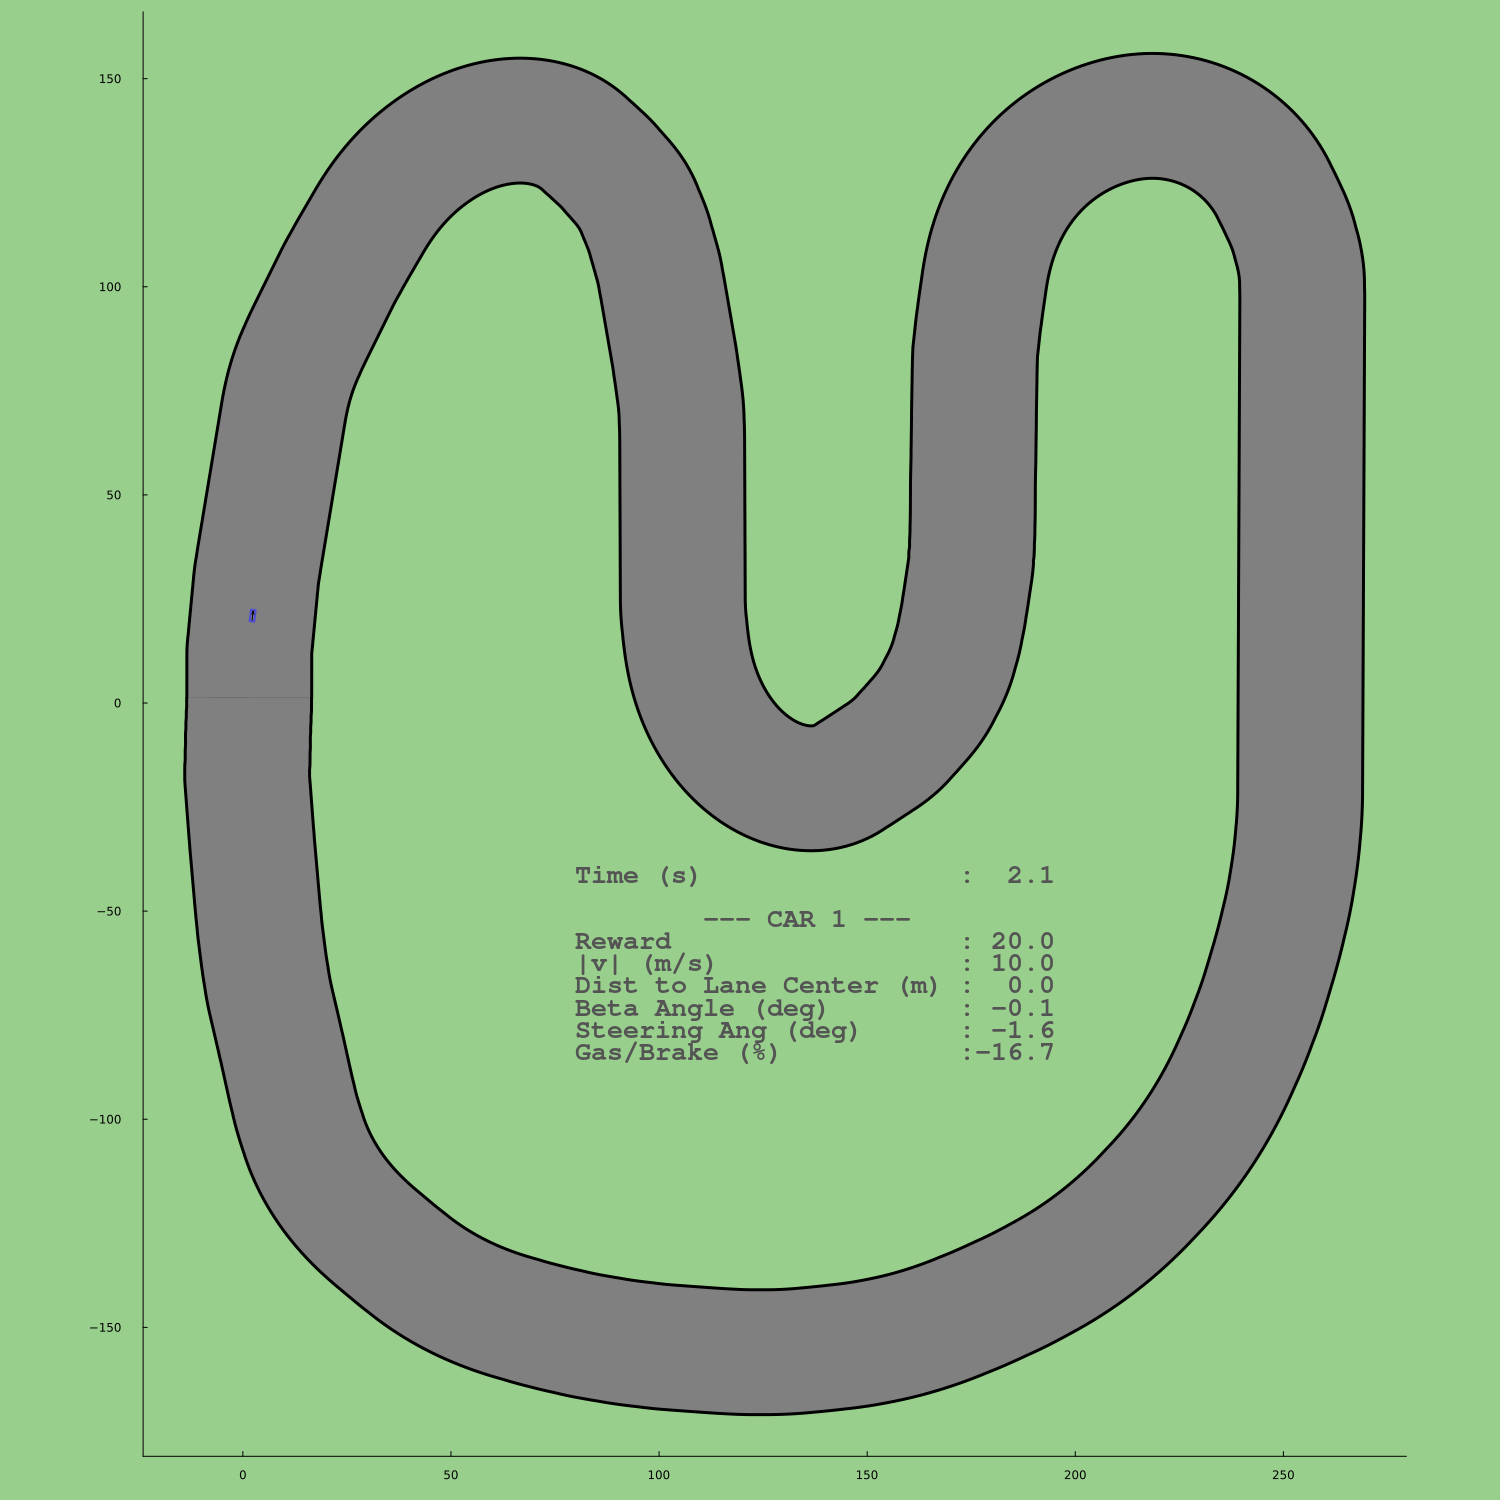 150
100
50
0
−50
−100
−150
Time (s) : 2.1
--- CAR 1 ---
Reward : 20.0
|v| (m/s) : 10.0
Dist to Lane Center (m) : 0.0
Beta Angle (deg) : -0.1
Steering Ang (deg) : -1.6
Gas/Brake (%) :-16.7
0 50 100 150 200 250